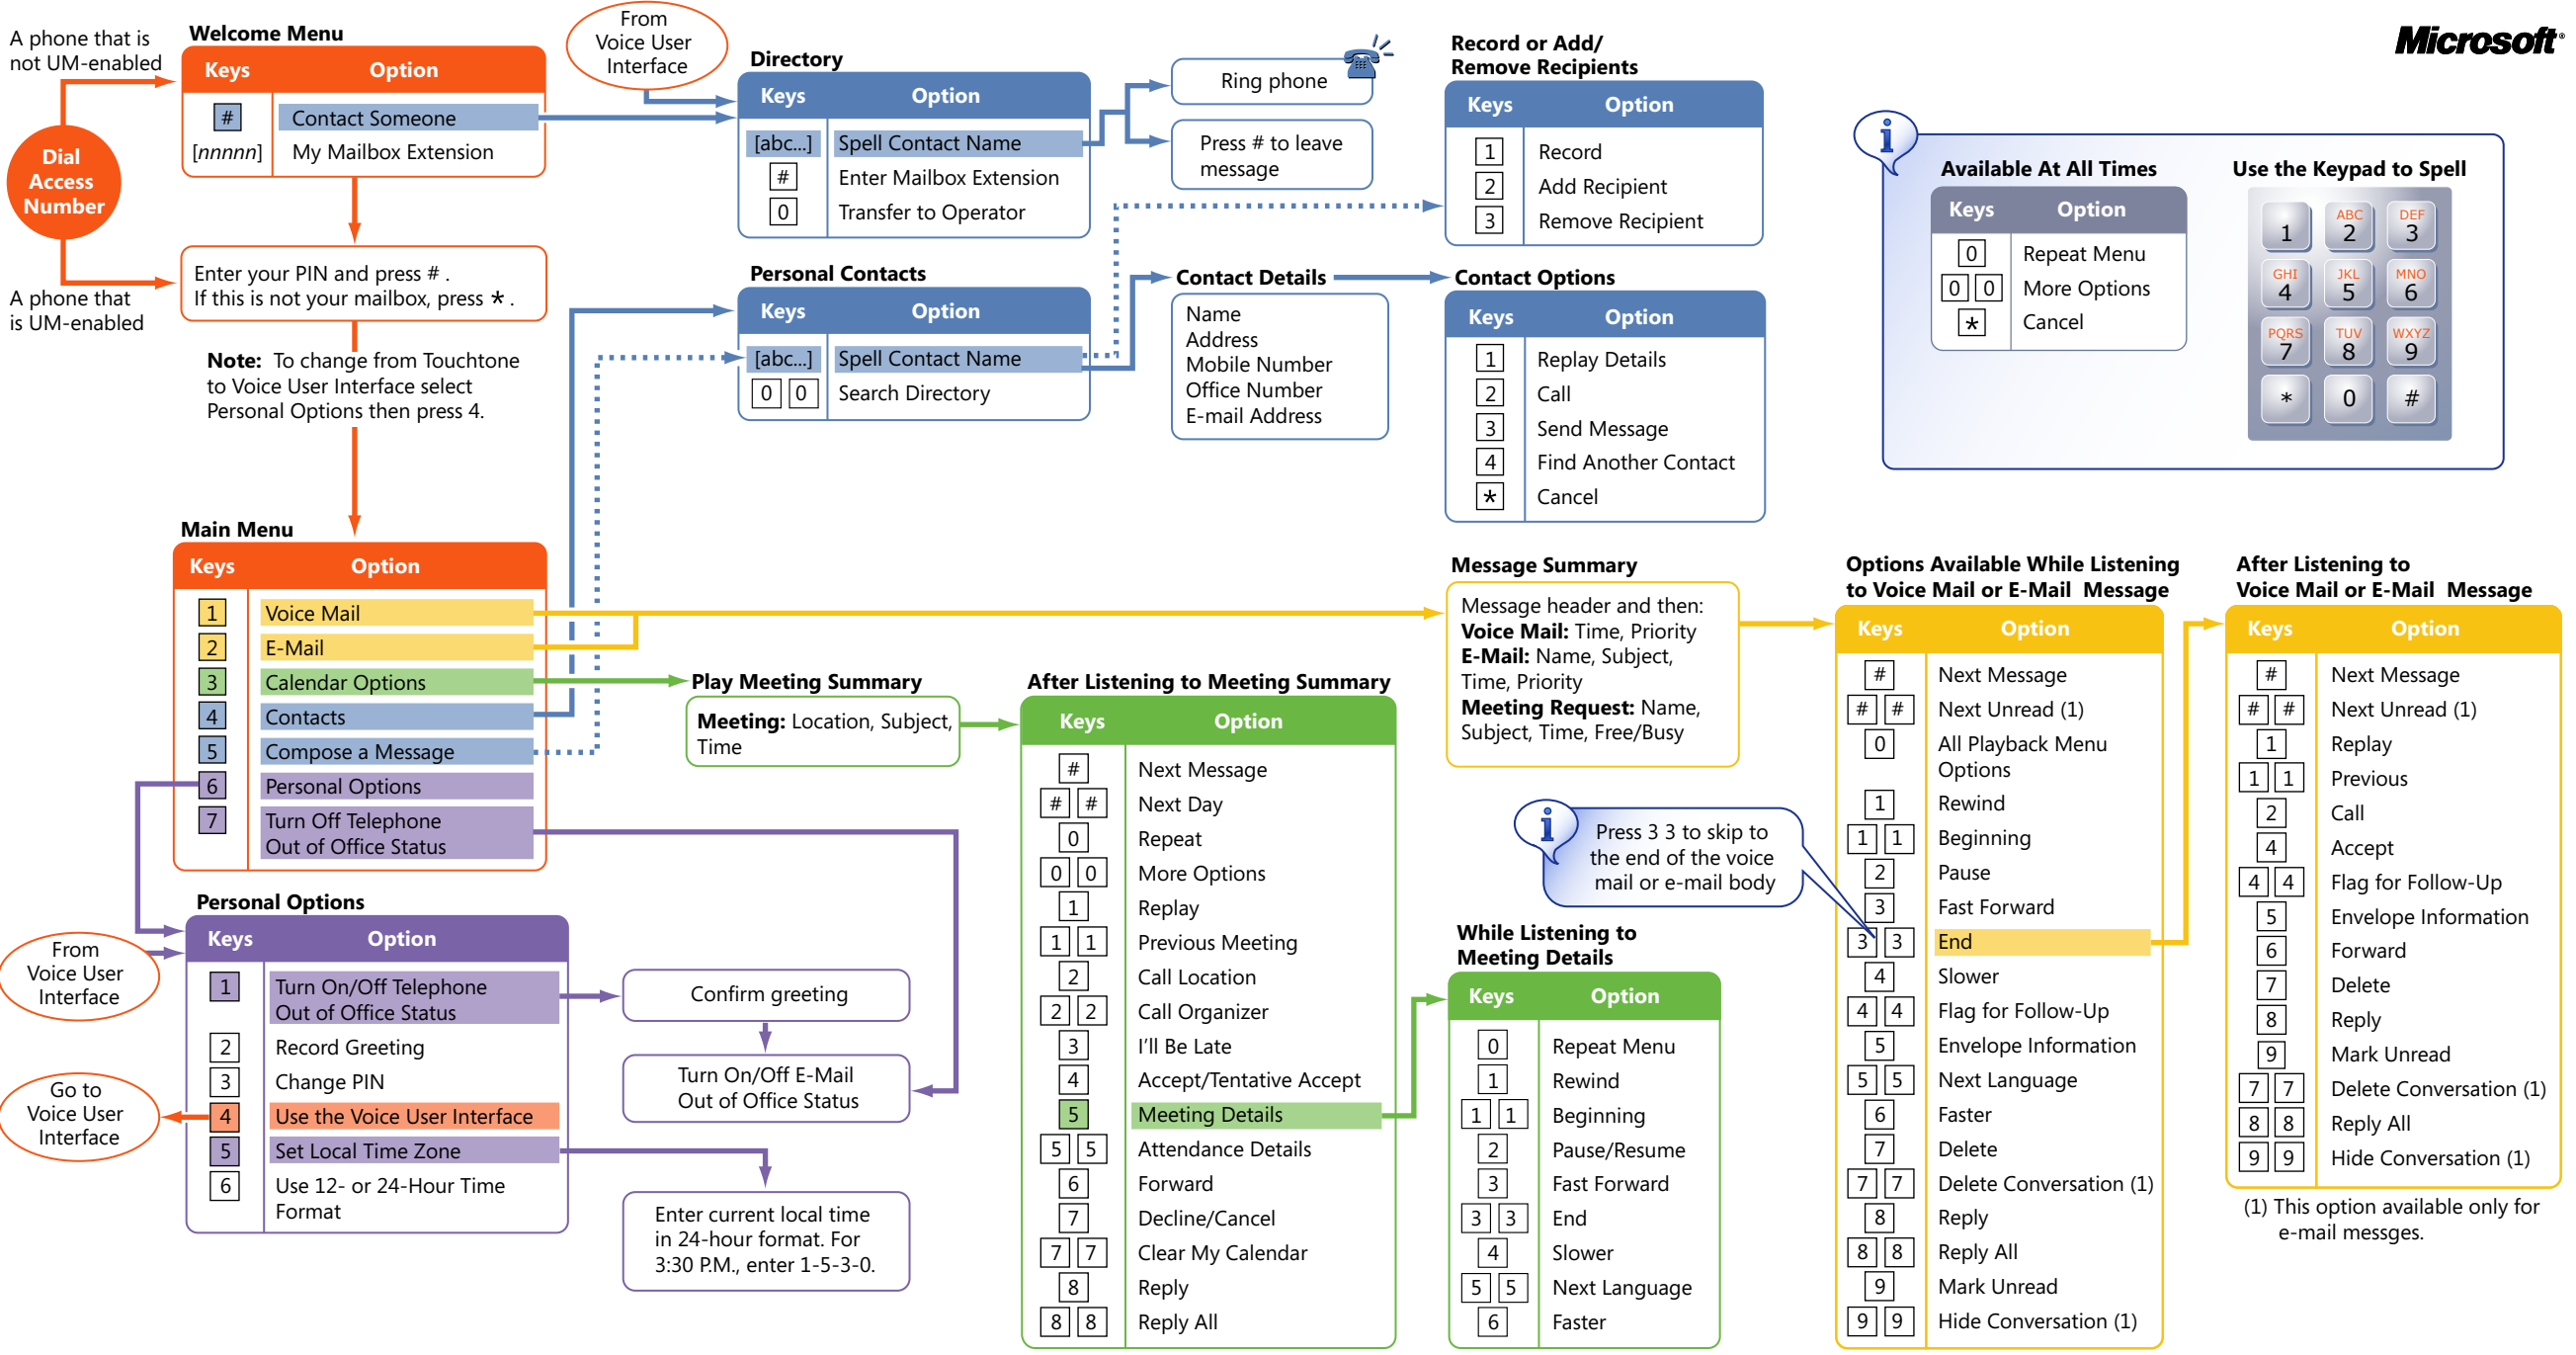 Microsoft
A phone that is
not UM-enabled
Dial
Access
Number
A phone that
is UM-enabled
Welcome Menu
Keys Option
# Contact Someone
[nnnnn] My Mailbox Extension
Enter your PIN and press # .
If this is not your mailbox, press * .
Note: To change from Touchtone
to Voice User Interface select
Personal Options then press 4.
From
Voice User
Interface
Directory
Keys Option
[abc...] Spell Contact Name
# Enter Mailbox Extension
0 Transfer to Operator
Ring phone
Press # to leave
message
Record or Add/
Remove Recipients
Keys Option
1 Record
2 Add Recipient
3 Remove Recipient
Personal Contacts
Keys Option
[abc...] Spell Contact Name
0 0 Search Directory
Contact Details
Name
Address
Mobile Number
Office Number
E-mail Address
Contact Options
Keys Option
1 Replay Details
2 Call
3 Send Message
4 Find Another Contact
* Cancel
i
Available At All Times
Keys Option
0 Repeat Menu
0 0 More Options
* Cancel
Use the Keypad to Spell
1 ABC 2 DEF 3
GHI 4 JKL 5 MNO 6
PQRS 7 TUV 8 WXYZ 9
* 0 #
Main Menu
Keys Option
1 Voice Mail
2 E-Mail
3 Calendar Options
4 Contacts
5 Compose a Message
6 Personal Options
7 Turn Off Telephone
Out of Office Status
Personal Options
Keys Option
1 Turn On/Off Telephone
Out of Office Status
2 Record Greeting
3 Change PIN
4 Use the Voice User Interface
5 Set Local Time Zone
6 Use 12- or 24-Hour Time
Format
From
Voice User
Interface
Go to
Voice User
Interface
Confirm greeting
Turn On/Off E-Mail
Out of Office Status
Enter current local time
in 24-hour format. For
3:30 P.M., enter 1-5-3-0.
Play Meeting Summary
Meeting: Location, Subject,
Time
After Listening to Meeting Summary
Keys Option
# Next Message
# # Next Day
0 Repeat
0 0 More Options
1 Replay
1 1 Previous Meeting
2 Call Location
2 2 Call Organizer
3 I'll Be Late
4 Accept/Tentative Accept
5 Meeting Details
5 5 Attendance Details
6 Forward
7 Decline/Cancel
7 7 Clear My Calendar
8 Reply
8 8 Reply All
Message Summary
Message header and then:
Voice Mail: Time, Priority
E-Mail: Name, Subject,
Time, Priority
Meeting Request: Name,
Subject, Time, Free/Busy
i
Press 3 3 to skip to
the end of the voice
mail or e-mail body
While Listening to
Meeting Details
Keys Option
0 Repeat Menu
1 Rewind
1 1 Beginning
2 Pause/Resume
3 Fast Forward
3 3 End
4 Slower
5 5 Next Language
6 Faster
Options Available While Listening
to Voice Mail or E-Mail Message
Keys Option
# Next Message
# # Next Unread (1)
0 All Playback Menu
Options
1 Rewind
1 1 Beginning
2 Pause
3 Fast Forward
3 3 End
4 Slower
4 4 Flag for Follow-Up
5 Envelope Information
5 5 Next Language
6 Faster
7 Delete
7 7 Delete Conversation (1)
8 Reply
8 8 Reply All
9 Mark Unread
9 9 Hide Conversation (1)
After Listening to
Voice Mail or E-Mail Message
Keys Option
# Next Message
# # Next Unread (1)
1 Replay
1 1 Previous
2 Call
4 Accept
4 4 Flag for Follow-Up
5 Envelope Information
6 Forward
7 Delete
8 Reply
9 Mark Unread
7 7 Delete Conversation (1)
8 8 Reply All
9 9 Hide Conversation (1)
(1) This option available only for
e-mail messges.